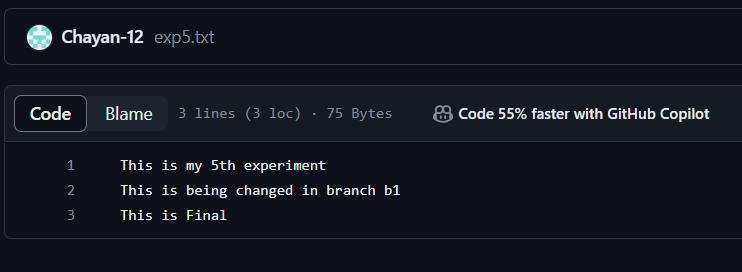 Chayan-12 exp5.txt
Code Blame 3 lines (3 loc) · 75 Bytes Code 55% faster with GitHub Copilot
1 This is my 5th experiment
2 This is being changed in branch b1
3 This is Final